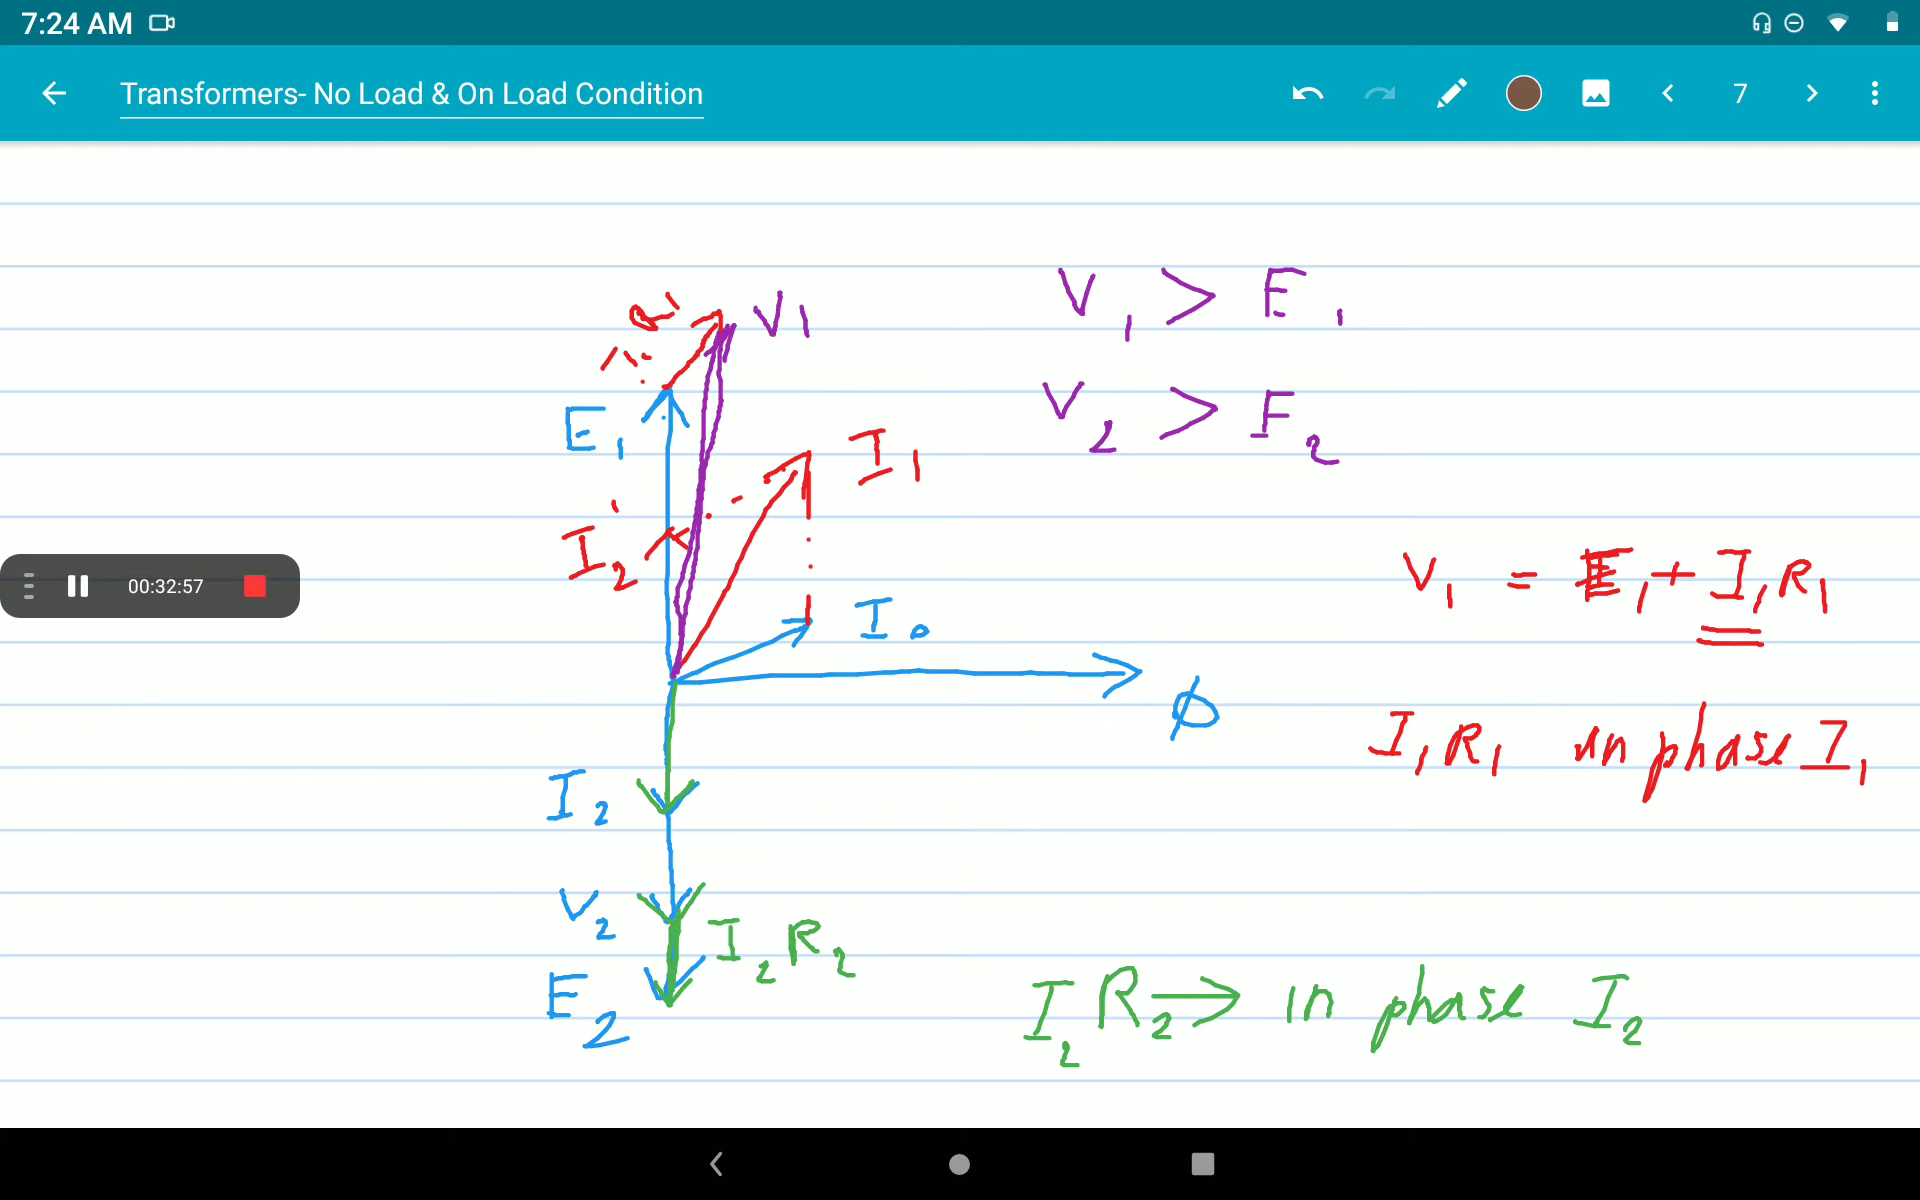 7:24 AM
Transformers- No Load & On Load Condition
7
V₁ > E₁
V₂ > E₂
I₁R₁
V₁
E₁
I₁
I₂'
I₀
ϕ
00:32:57
V₁ = E₁ + I₁R₁
I₁R₁ in phase I₁
I₂
V₂
I₂R₂
E₂
I₂R₂ → in phase I₂